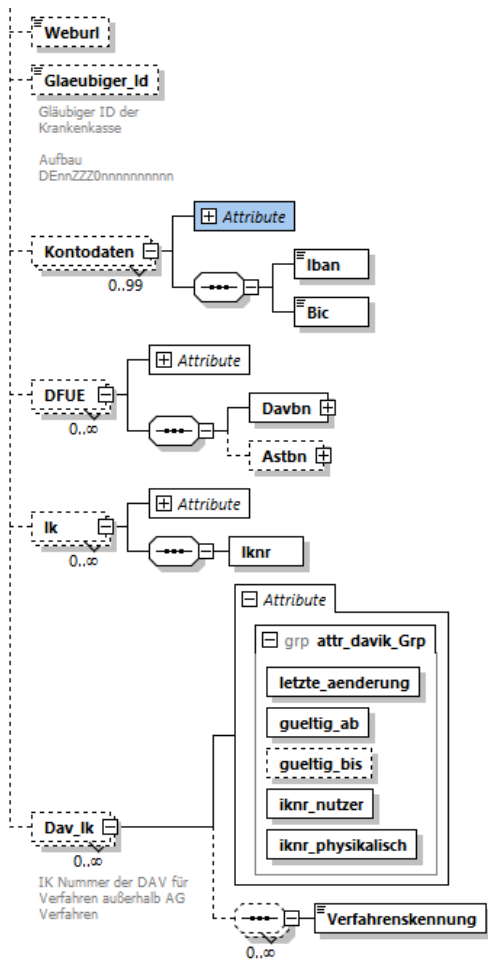 Weburl
Glaeubiger_Id
Gläubiger ID der
Krankenkasse
Aufbau
DEnnZZZ0nnnnnnnnnn
Attribute
Kontodaten
0..99
Iban
Bic
Attribute
DFUE
0..∞
Davbn
Astbn
Attribute
Ik
0..∞
Iknr
Attribute
grp attr_davik_Grp
letzte_aenderung
gueltig_ab
gueltig_bis
iknr_nutzer
iknr_physikalisch
Dav_Ik
0..∞
IK Nummer der DAV für
Verfahren außerhalb AG
Verfahren
Verfahrenskennung
0..∞